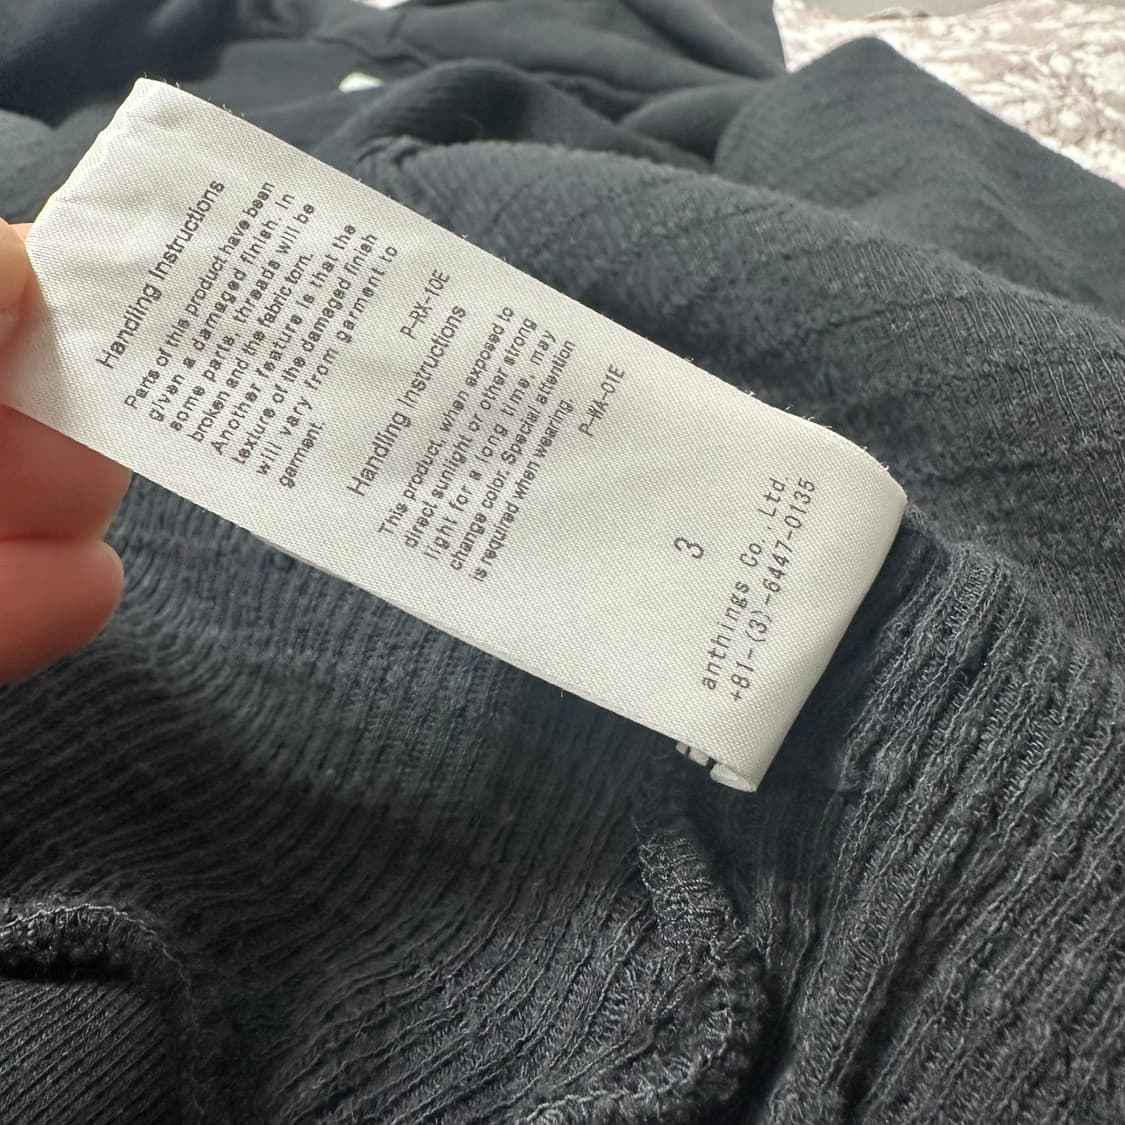 Handling Instructions
Parts of this product have been
given a damaged finish. In
some parts, threads will be
broken and the fabric torn.
Another feature is that the
texture of the damaged finish
will vary from garment to
garment.
P-RX-10E
Handling Instructions
This product, when exposed to
direct sunlight or other strong
light for a long time, may
change color. Special attention
is required when wearing.
P-WA-01E
3
anthings Co., Ltd.
+81-(3)-6447-0135